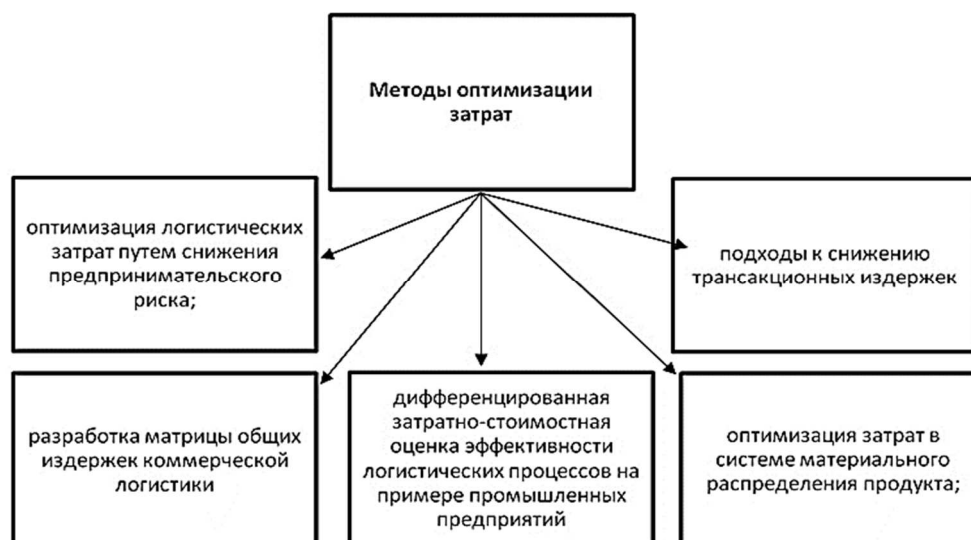 Методы оптимизации
затрат
оптимизация логистических
затрат путем снижения
предпринимательского
риска;
подходы к снижению
трансакционных издержек
разработка матрицы общих
издержек коммерческой
логистики
дифференцированная
затратно-стоимостная
оценка эффективности
логистических процессов на
примере промышленных
предприятий
оптимизация затрат в
системе материального
распределения продукта;